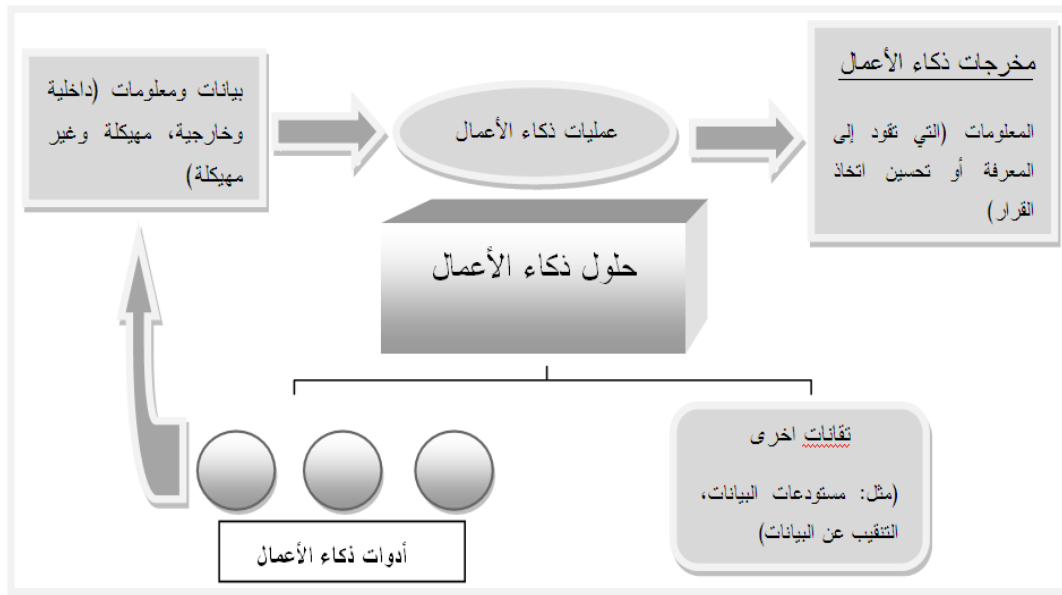 مخرجات ذكاء الأعمال
المعلومات (التي تقود إلى
المعرفة أو تحسين اتخاذ
القرار)
عمليات ذكاء الأعمال
بيانات ومعلومات (داخلية
وخارجية، مهيكلة وغير
مهيكلة)
حلول ذكاء الأعمال
تقانات اخرى
(مثل: مستودعات البيانات،
التنقيب عن البيانات)
أدوات ذكاء الأعمال